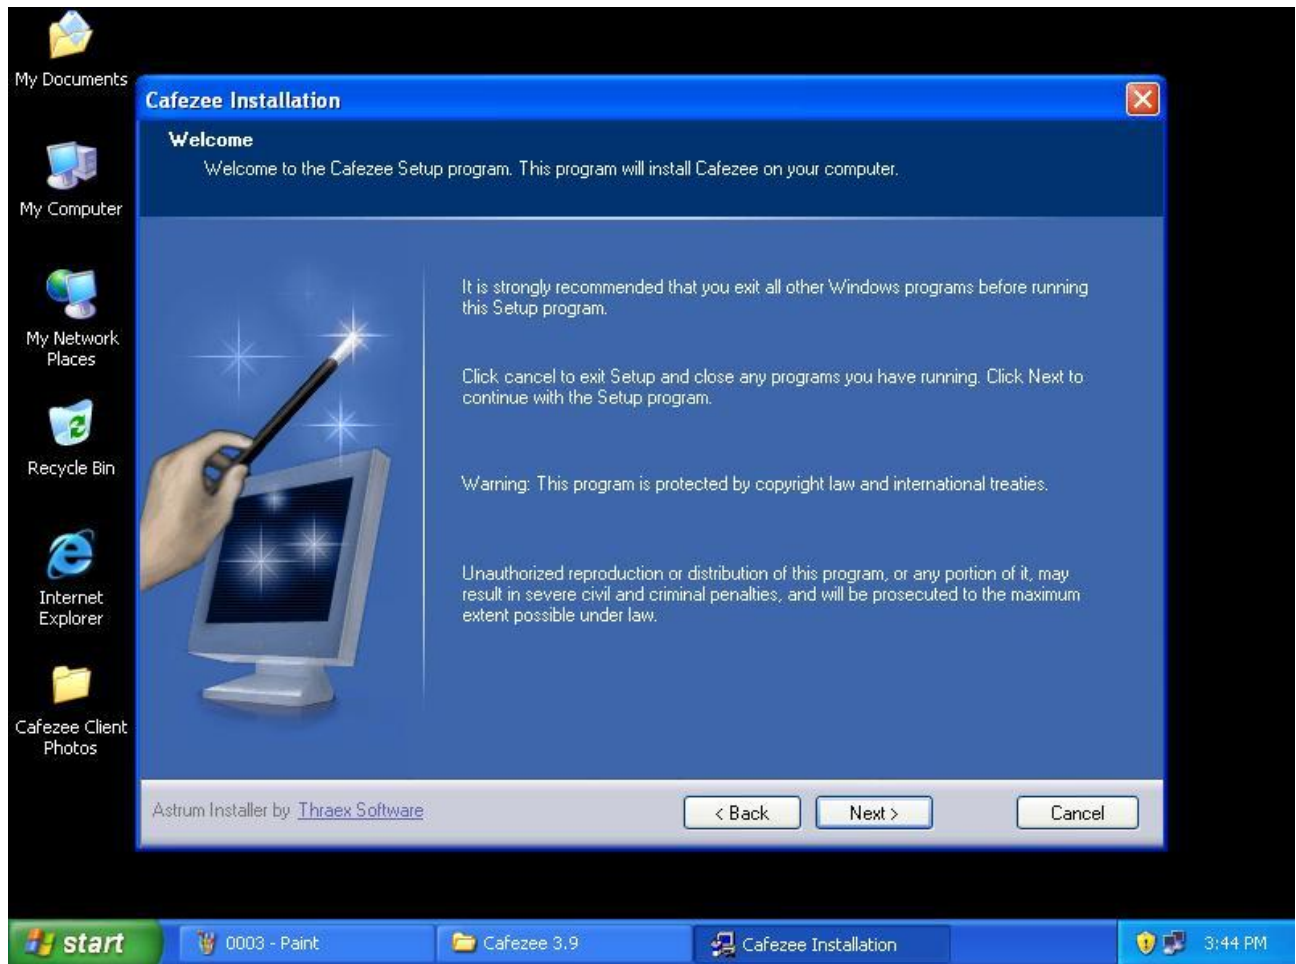 My Documents
My Computer
My Network
Places
Recycle Bin
Internet
Explorer
Cafezee Client
Photos
Cafezee Installation
Welcome
Welcome to the Cafezee Setup program. This program will install Cafezee on your computer.
It is strongly recommended that you exit all other Windows programs before running
this Setup program.
Click cancel to exit Setup and close any programs you have running. Click Next to
continue with the Setup program.
Warning: This program is protected by copyright law and international treaties.
Unauthorized reproduction or distribution of this program, or any portion of it, may
result in severe civil and criminal penalties, and will be prosecuted to the maximum
extent possible under law.
Astrum Installer by Thraex Software
< Back
Next >
Cancel
start
0003 - Paint
Cafezee 3.9
Cafezee Installation
3:44 PM